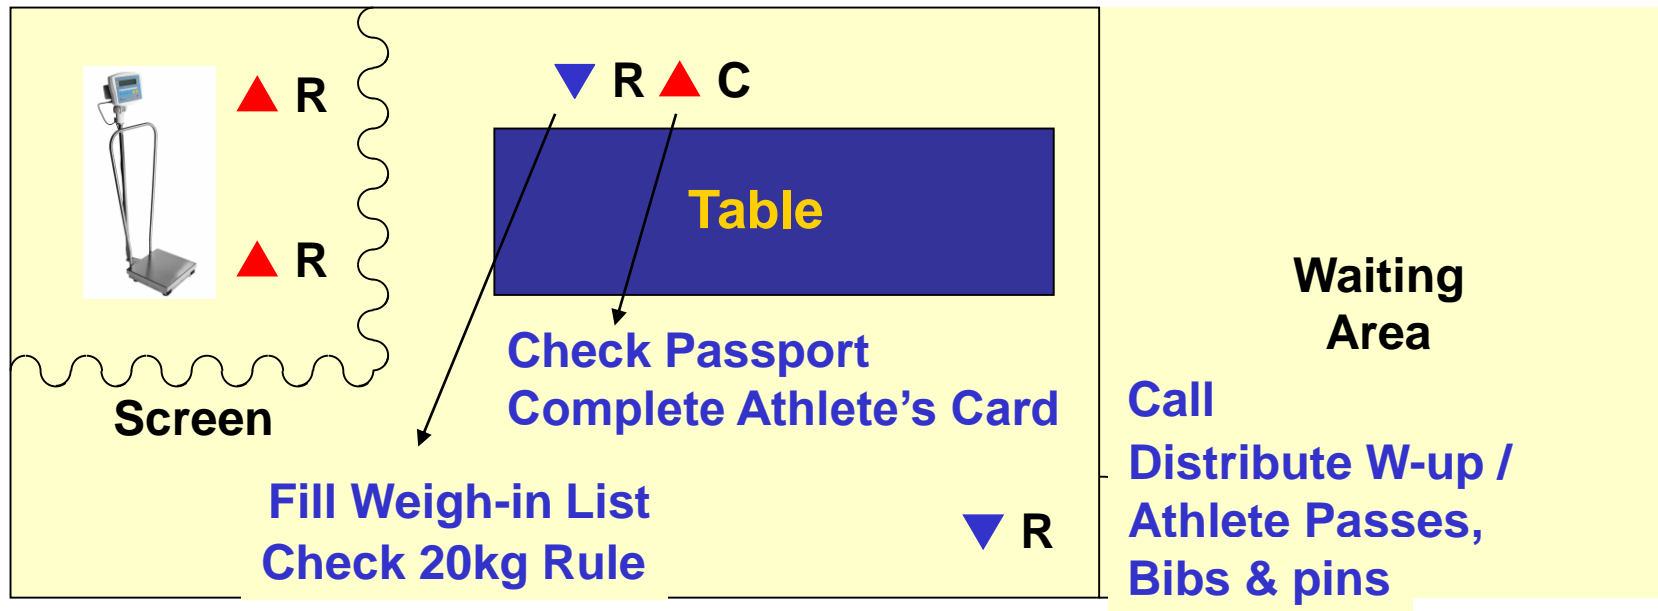 R
R C
Table
R
Waiting
Area
Check Passport
Complete Athlete’s Card
Call
Screen
Distribute W-up /
Athlete Passes,
Bibs & pins
Fill Weigh-in List
Check 20kg Rule
R